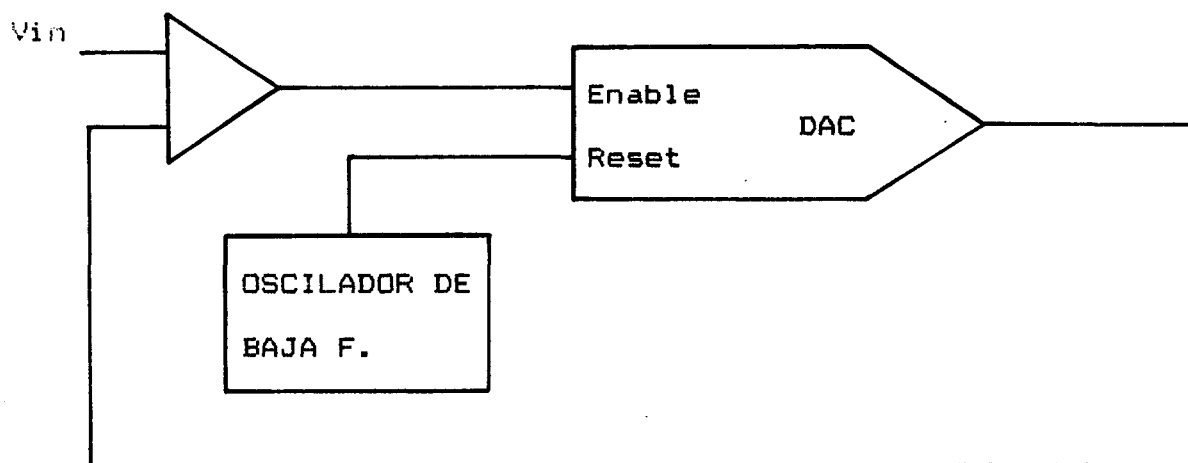 Vin
Enable
DAC
Reset
OSCILADOR DE
BAJA F.